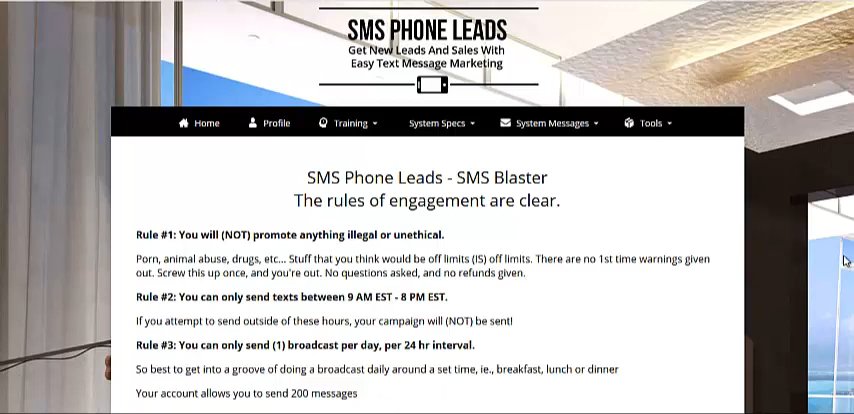 SMS PHONE LEADS
Get New Leads And Sales With
Easy Text Message Marketing
Home Profile Training System Specs System Messages Tools
SMS Phone Leads - SMS Blaster
The rules of engagement are clear.
Rule #1: You will (NOT) promote anything illegal or unethical.
Porn, animal abuse, drugs, etc... Stuff that you think would be off limits (IS) off limits. There are no 1st time warnings given
out. Screw this up once, and you're out. No questions asked, and no refunds given.
Rule #2: You can only send texts between 9 AM EST - 8 PM EST.
If you attempt to send outside of these hours, your campaign will (NOT) be sent!
Rule #3: You can only send (1) broadcast per day, per 24 hr interval.
So best to get into a groove of doing a broadcast daily around a set time, ie., breakfast, lunch or dinner
Your account allows you to send 200 messages